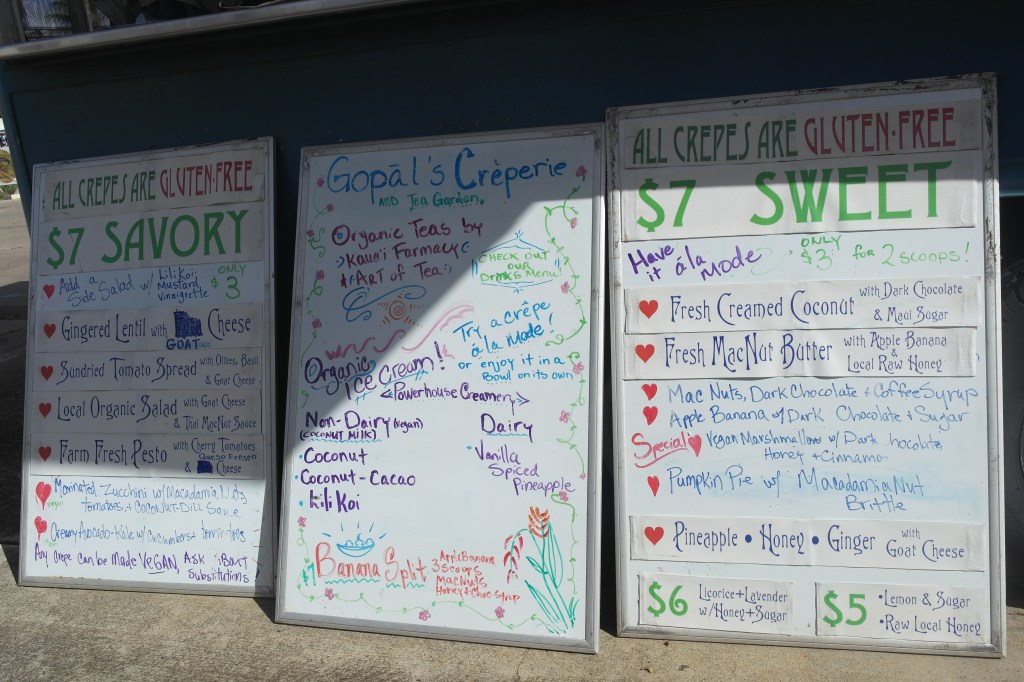 ALL CREPES ARE GLUTEN-FREE
$7 SAVORY
Add a Side Salad w/ Lilikoi Mustard Vinaigrette ONLY $3
Gingered Lentil with GOAT Cheese
Sundried Tomato Spread with Olives, Basil & Goat Cheese
Local Organic Salad with Goat Cheese & Thai MacNut Sauce
Farm Fresh Pesto with Cherry Tomatoes Queso Fresco & Cheese
Marinated Zucchini w/ Macadamia Nuts
vegan tomatoes, + Coconut-Dill Sauce
Creamy Avocado-Kale w/ cucumbers + tomatoes
Any crepe can be Made VEGAN, Ask About
Substitutions
Gopāl's Crêperie
AND Tea Garden
Organic Teas by
Kaua'i Farmacy
& ART of Tea
CHECK OUT
OUR
Drinks Menu!
Try a crêpe
á la Mode!
or enjoy it in a
Bowl on its own
Organic
ICE CREAM!
Powerhouse Creamery
Non-Dairy (vegan)
(COCONUT MILK)
• Coconut
Coconut-Cacao
• Lili Koi
Dairy
• Vanilla
Spiced
Pineapple
Banana Split
Apple Banana
3 scoops
MacNuts
Honey + Choc. Syrup
ALL CREPES ARE GLUTEN-FREE
$7 SWEET
Have it á la mode ONLY $3 for 2 scoops!
Fresh Creamed Coconut with Dark Chocolate & Maui Sugar
Fresh MacNut Butter with Apple Banana & Local Raw Honey
Mac Nuts, Dark Chocolate + Coffee Syrup
Apple Banana w/ Dark Chocolate + Sugar
Special Vegan Marshmallow w/ Dark hocolate
Honey + Cinnamo
Pumpkin Pie w/ Macadamia Nut
Brittle
Pineapple • Honey • Ginger with Goat Cheese
$6 Licorice + Lavender
w/ Honey + Sugar
$5 • Lemon & Sugar
• Raw Local Honey